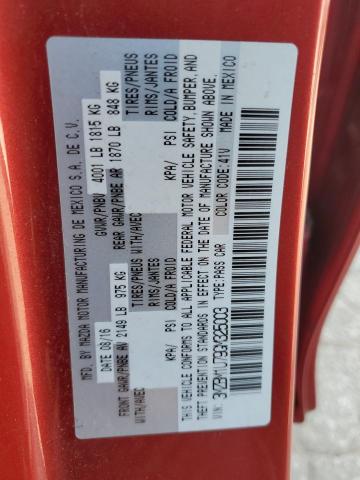 MFD. BY MAZDA MOTOR MANUFACTURING DE MEXICO S.A. DE C.V.
DATE 08/16 GVWR/PNBV 4001 LB 1815 KG
FRONT GAWR/PNBE AV 2149 LB 975 KG REAR GAWR/PNBE AR 1870 LB 848 KG
WITH/AVEC TIRES/PNEUS WITH/AVEC TIRES/PNEUS
RIMS/JANTES RIMS/JANTES
KPA/ PSI COLD/A FROID KPA/ PSI COLD/A FROID
THIS VEHICLE CONFORMS TO ALL APPLICABLE FEDERAL MOTOR VEHICLE SAFETY, BUMPER, AND
THEFT PREVENTION STANDARDS IN EFFECT ON THE DATE OF MANUFACTURE SHOWN ABOVE.
VIN: TYPE:PASS CAR COLOR CODE:41V MADE IN MEXICO